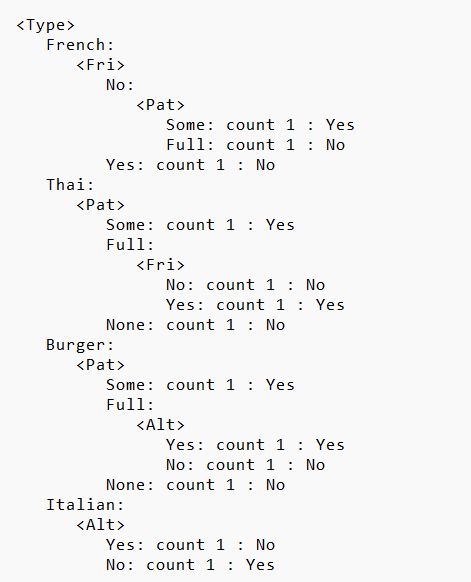 <Type>
French:
<Fri>
No:
<Pat>
Some: count 1 : Yes
Full: count 1 : No
Yes: count 1 : No
Thai:
<Pat>
Some: count 1 : Yes
Full:
<Fri>
No: count 1 : No
Yes: count 1 : Yes
None: count 1 : No
Burger:
<Pat>
Some: count 1 : Yes
Full:
<Alt>
Yes: count 1 : Yes
No: count 1 : No
None: count 1 : No
Italian:
<Alt>
Yes: count 1 : No
No: count 1 : Yes